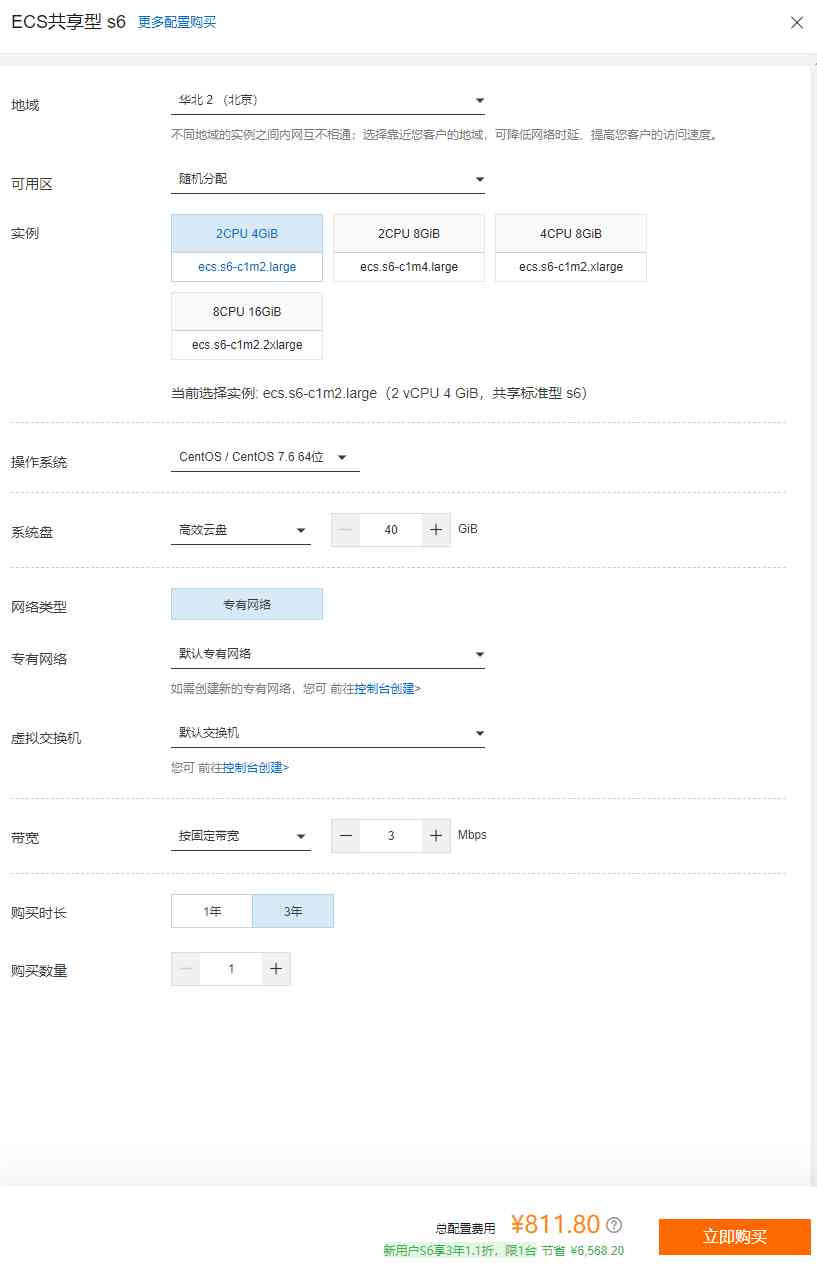 ECS共享型 s6 更多配置购买
地域 华北 2 （北京）
不同地域的实例之间内网互不相通；选择靠近您客户的地域，可降低网络时延、提高您客户的访问速度。
可用区 随机分配
实例 2CPU 4GiB 2CPU 8GiB 4CPU 8GiB
ecs.s6-c1m2.large ecs.s6-c1m4.large ecs.s6-c1m2.xlarge
8CPU 16GiB
ecs.s6-c1m2.2xlarge
当前选择实例: ecs.s6-c1m2.large（2 vCPU 4 GiB，共享标准型 s6）
操作系统 CentOS / CentOS 7.6 64位
系统盘 高效云盘 40 GiB
网络类型 专有网络
专有网络 默认专有网络
如需创建新的专有网络，您可 前往控制台创建>
虚拟交换机 默认交换机
您可 前往控制台创建>
带宽 按固定带宽 3 Mbps
购买时长 1年 3年
购买数量 1
总配置费用 ¥811.80
新用户S6享3年1.1折，限1台 节省 ¥6,568.20
立即购买